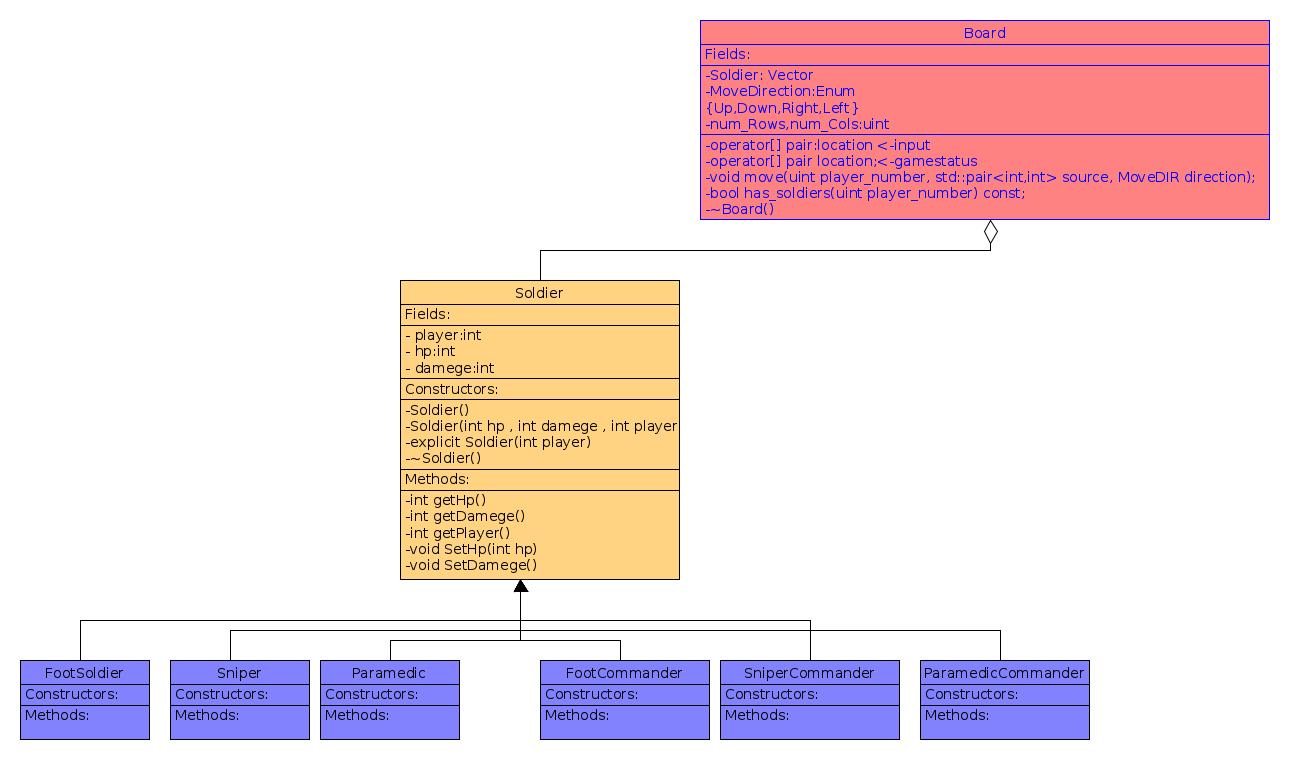 Board
Fields:
-Soldier: Vector
-MoveDirection:Enum
{Up,Down,Right,Left}
-num_Rows,num_Cols:uint
-operator[] pair:location <-input
-operator[] pair location;<-gamestatus
-void move(uint player_number, std::pair<int,int> source, MoveDIR direction);
-bool has_soldiers(uint player_number) const;
-~Board()
Soldier
Fields:
- player:int
- hp:int
- damege:int
Constructors:
-Soldier()
-Soldier(int hp , int damege , int player
-explicit Soldier(int player)
-~Soldier()
Methods:
-int getHp()
-int getDamege()
-int getPlayer()
-void SetHp(int hp)
-void SetDamege()
FootSoldier
Constructors:
Methods:
Sniper
Constructors:
Methods:
Paramedic
Constructors:
Methods:
FootCommander
Constructors:
Methods:
SniperCommander
Constructors:
Methods:
ParamedicCommander
Constructors:
Methods: